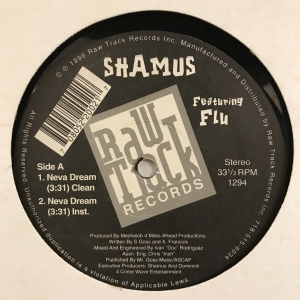 © 1996 Raw Track Records Inc. Manufactured and Distributed by Raw Track Records Inc.
SHAMUS
Featuring
Flu
RaW
TRack
RECORDS
Side A
1. Neva Dream
(3:31) Clean
2. Neva Dream
(3:31) Inst.
Stereo
33⅓ RPM
1294
Produced by Mechelob 4 Miles Ahead Productions.
Written By S.Goss and A. Francois
Mixed And Engineered By Ivan "Doc" Rodriguez
Assr. Eng. Chris "Irish"
Published By Mr. Goss Music/ASCAP
Executive Producers: Shamus And Domenick
4 Crime Wave Entertainment
All Rights Reserved. Unauthorized duplication is a violation of Applicable Laws.